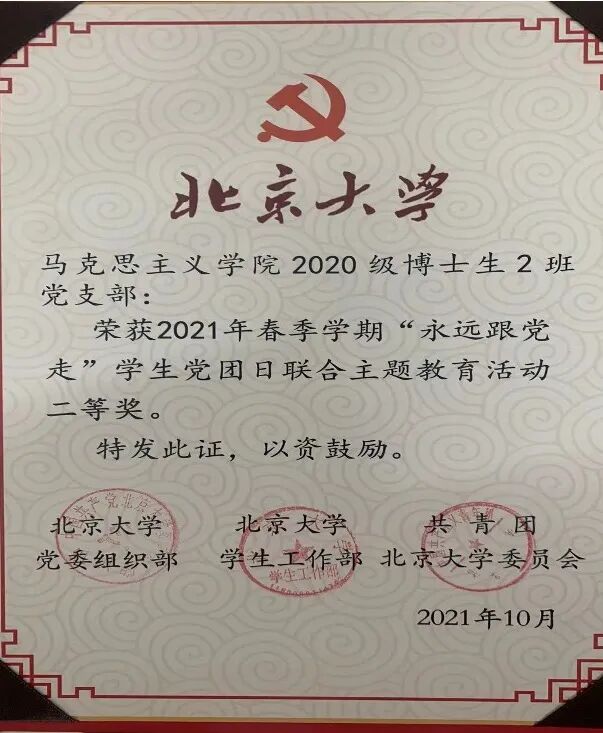 北京大学
马克思主义学院2020级博士生2班
党支部：
荣获2021年春季学期“永远跟党
走”学生党团日联合主题教育活动
二等奖。
特发此证，以资鼓励。
北京大学 北京大学 共青团
党委组织部 学生工作部 北京大学委员会
2021年10月